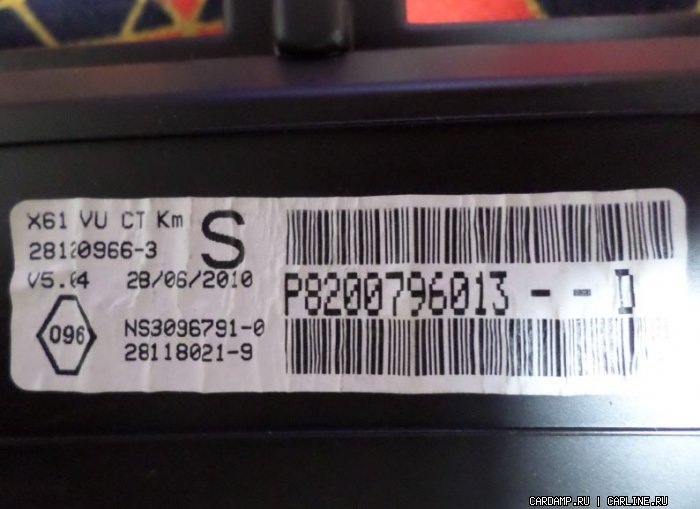 X61 VU CT Km S
28120966-3
V5.04 28/06/2010
P8200796013 - - D
096
NS3096791-0
28118021-9
CARDAMP.RU | CARLINE.RU